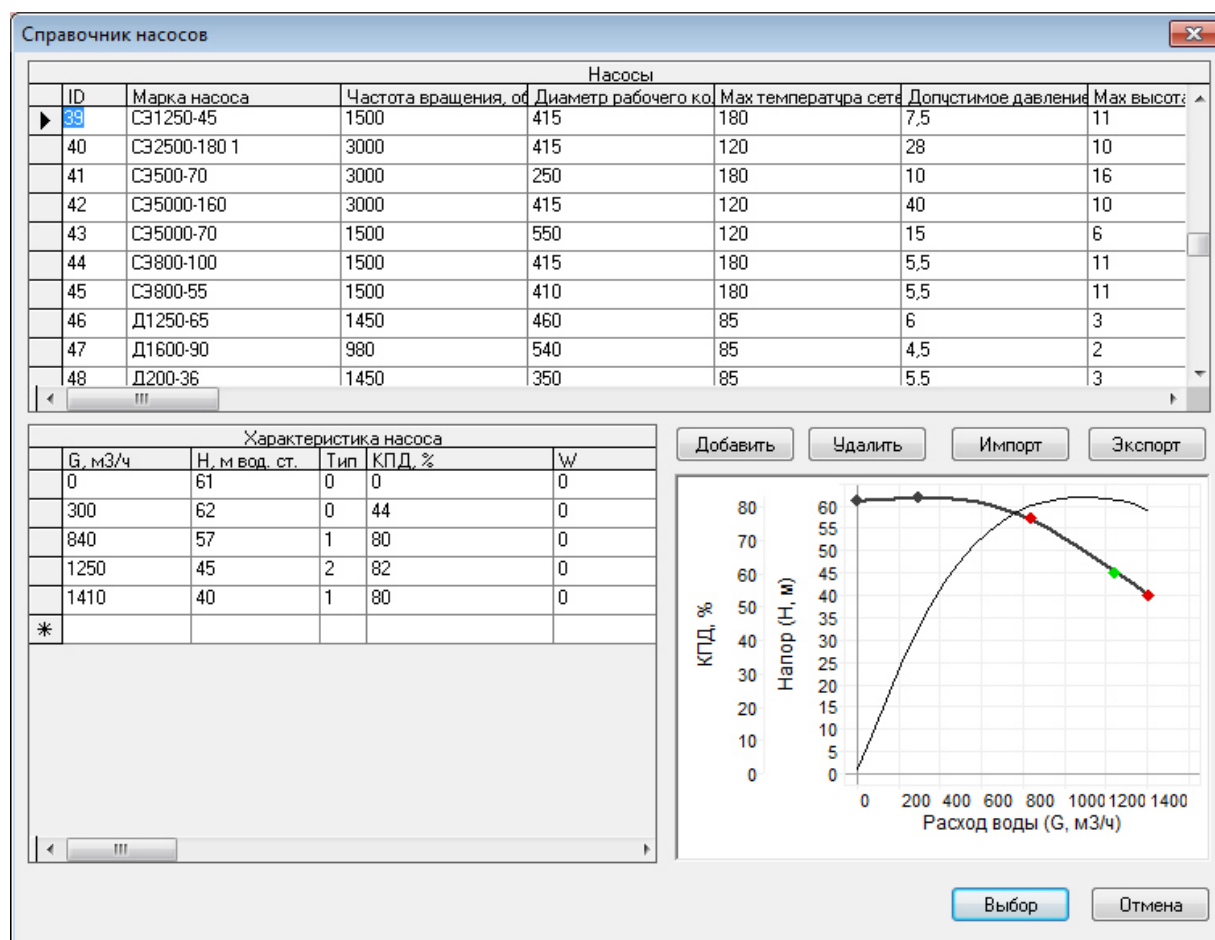 Справочник насосов
Насосы
ID Марка насоса Частота вращения, об Диаметр рабочего ко. Max температура сете Допустимое давление Max высота
39 СЭ1250-45 1500 415 180 7,5 11
40 СЭ2500-180 1 3000 415 120 28 10
41 СЭ500-70 3000 250 180 10 16
42 СЭ5000-160 3000 415 120 40 10
43 СЭ5000-70 1500 550 120 15 6
44 СЭ800-100 1500 415 180 5,5 11
45 СЭ800-55 1500 410 180 5,5 11
46 Д1250-65 1450 460 85 6 3
47 Д1600-90 980 540 85 4,5 2
48 Д200-36 1450 350 85 5.5 3
Характеристика насоса
G, м3/ч Н, м вод. ст. Тип КПД, % W
0 61 0 0 0
300 62 0 44 0
840 57 1 80 0
1250 45 2 82 0
1410 40 1 80 0
Добавить Удалить Импорт Экспорт
КПД, %
80
70
60
50
40
30
20
10
0
Напор (Н, м)
60
55
50
45
40
35
30
25
20
15
10
5
0
0 200 400 600 800 1000 1200 1400
Расход воды (G, м3/ч)
Выбор Отмена